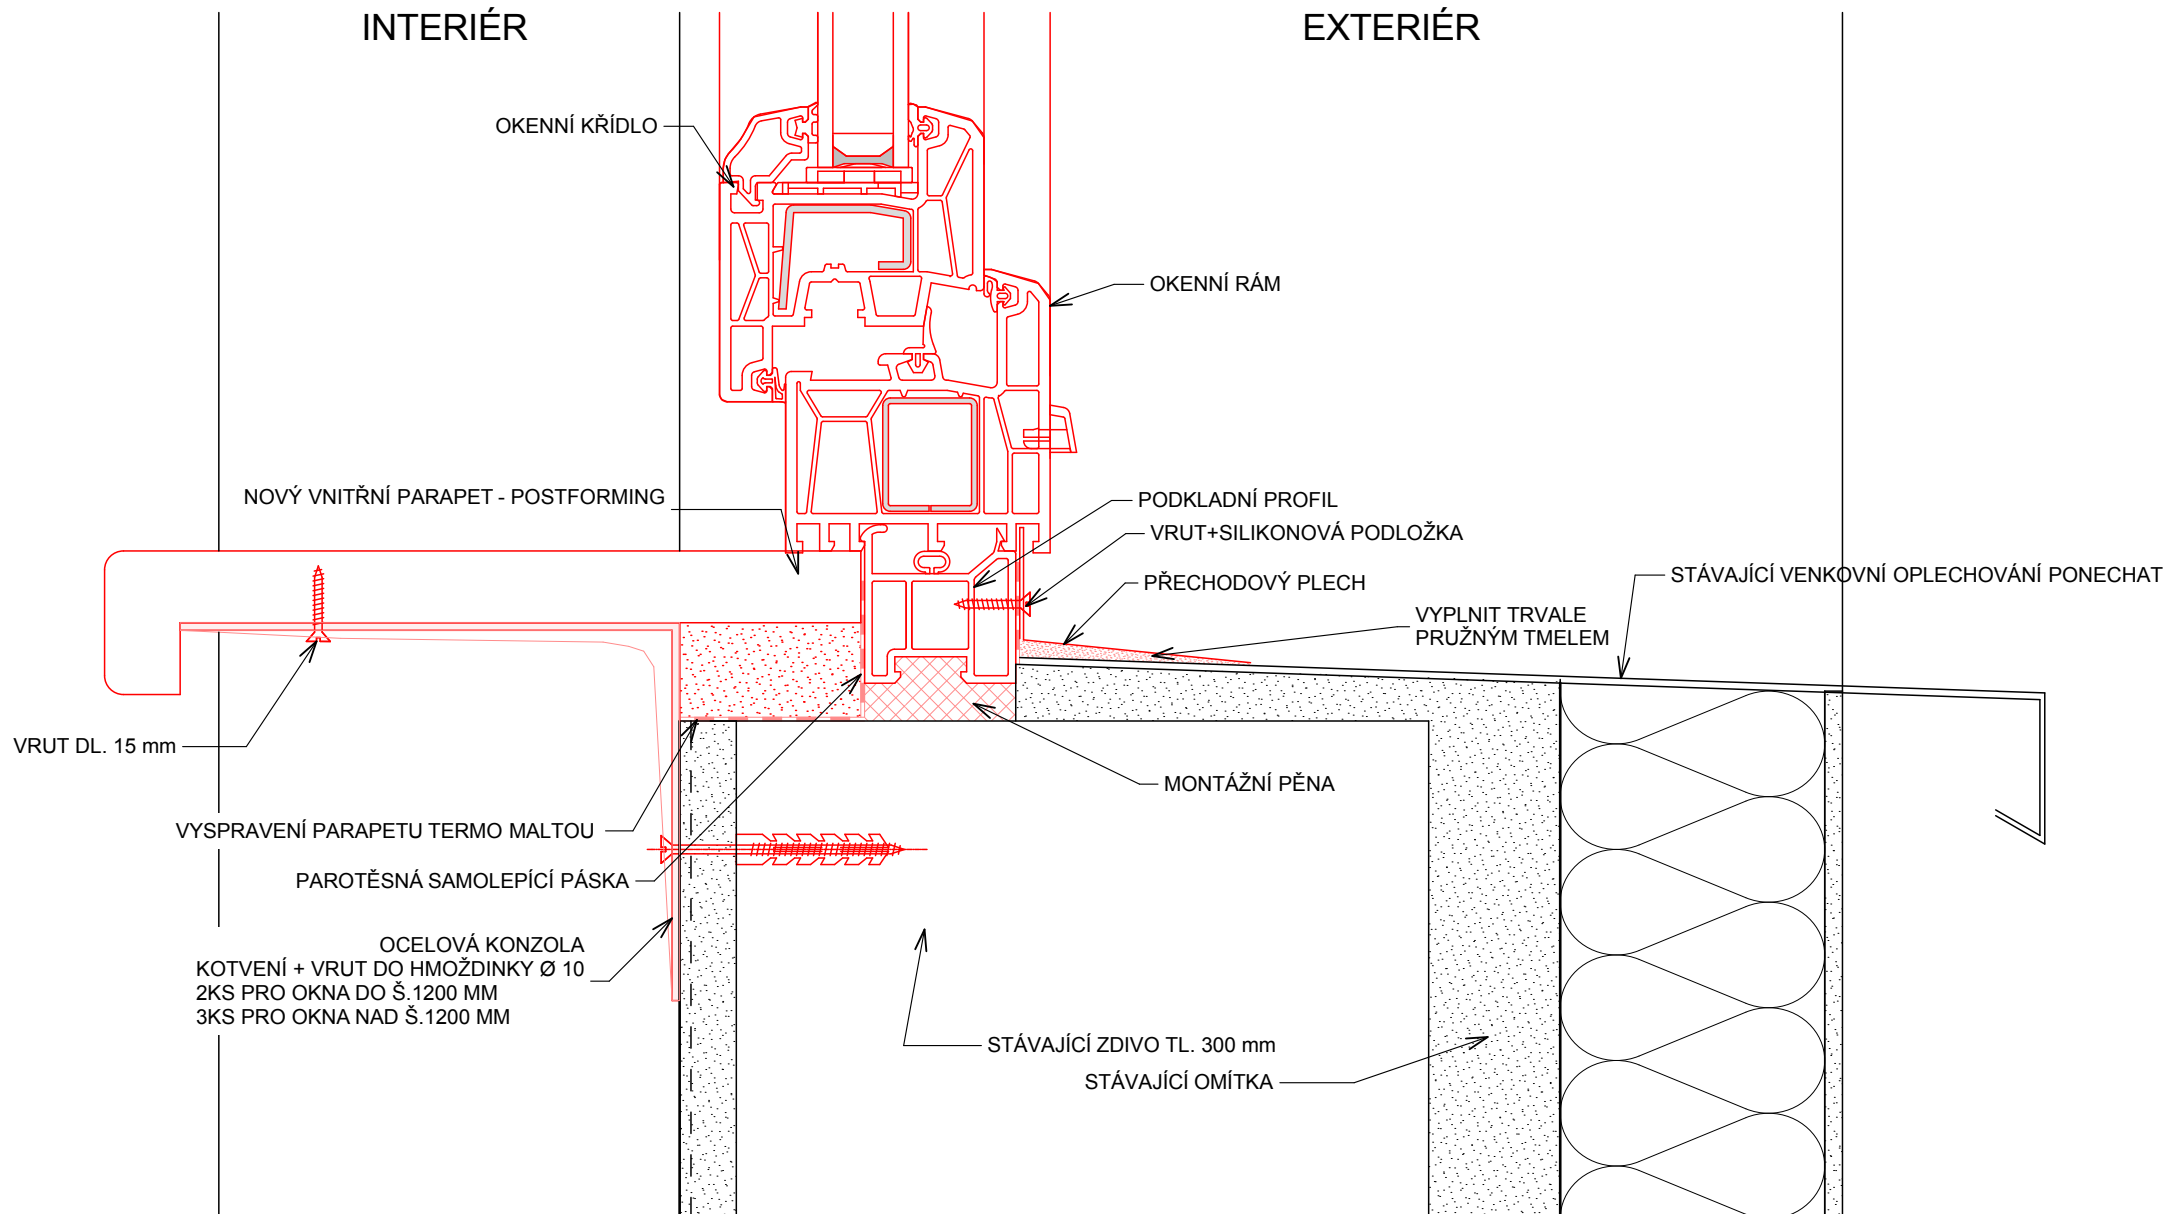 INTERIÉR
EXTERIÉR
OKENNÍ KŘÍDLO
OKENNÍ RÁM
NOVÝ VNITŘNÍ PARAPET - POSTFORMING
PODKLADNÍ PROFIL
VRUT+SILIKONOVÁ PODLOŽKA
PŘECHODOVÝ PLECH
STÁVAJÍCÍ VENKOVNÍ OPLECHOVÁNÍ PONECHAT
VYPLNIT TRVALE
PRUŽNÝM TMELEM
VRUT DL. 15 mm
MONTÁŽNÍ PĚNA
VYSPRAVENÍ PARAPETU TERMO MALTOU
PAROTĚSNÁ SAMOLEPÍCÍ PÁSKA
OCELOVÁ KONZOLA
KOTVENÍ + VRUT DO HMOŽDINKY Ø 10
2KS PRO OKNA DO Š.1200 MM
3KS PRO OKNA NAD Š.1200 MM
STÁVAJÍCÍ ZDIVO TL. 300 mm
STÁVAJÍCÍ OMÍTKA